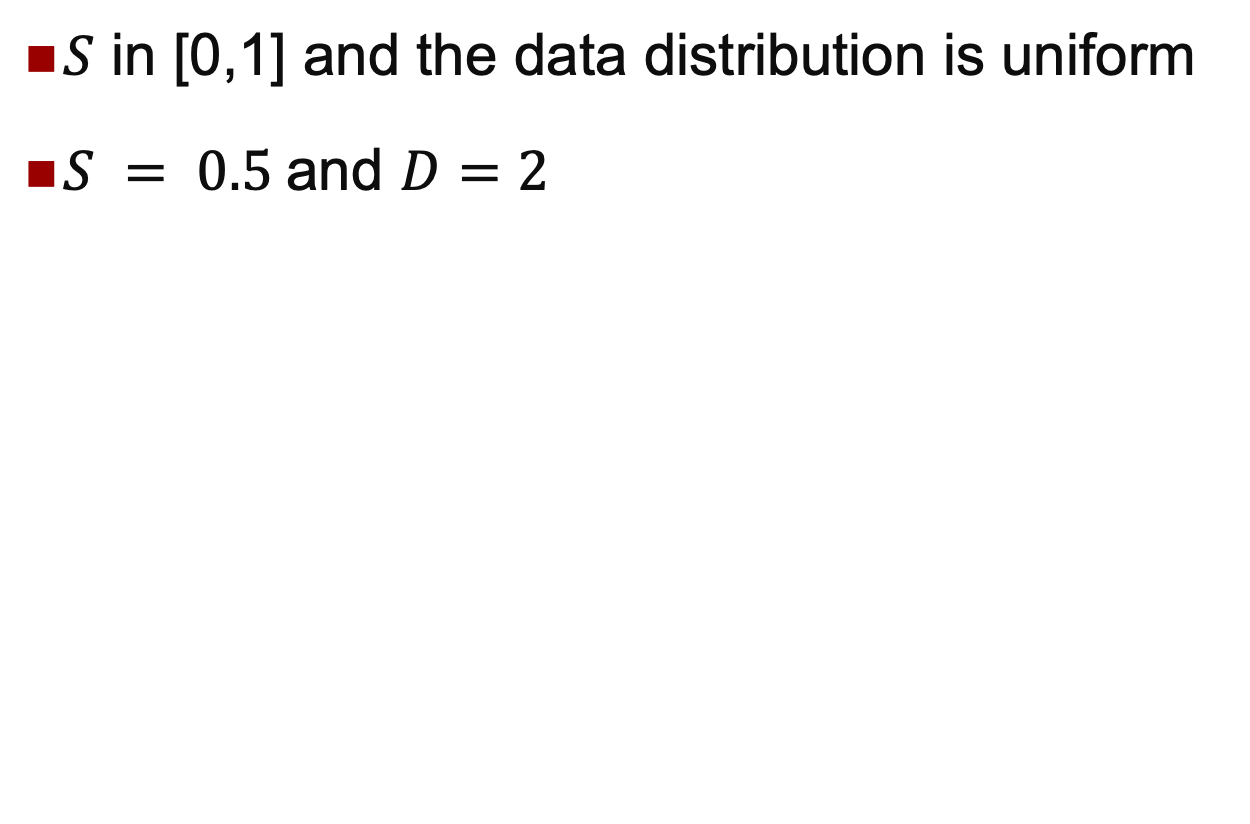 ▪S in [0,1] and the data distribution is uniform
▪S = 0.5 and D = 2